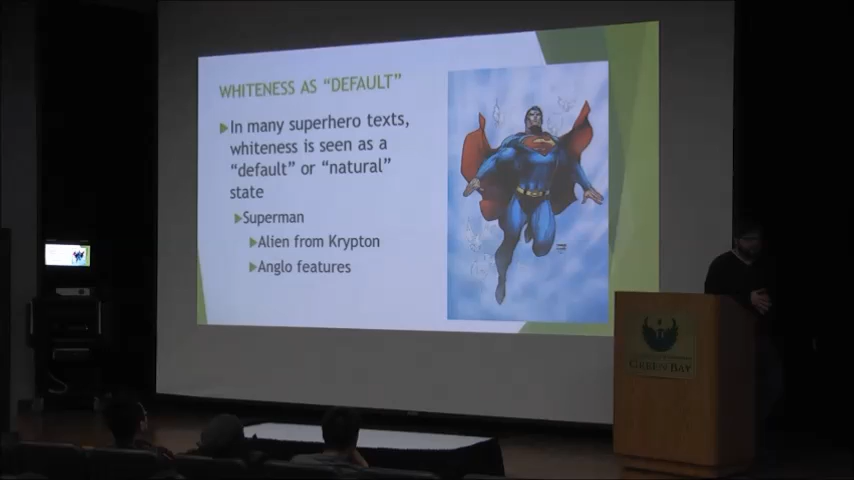 WHITENESS AS “DEFAULT”
▶In many superhero texts,
whiteness is seen as a
“default” or “natural”
state
▶Superman
▶Alien from Krypton
▶Anglo features
GREEN BAY